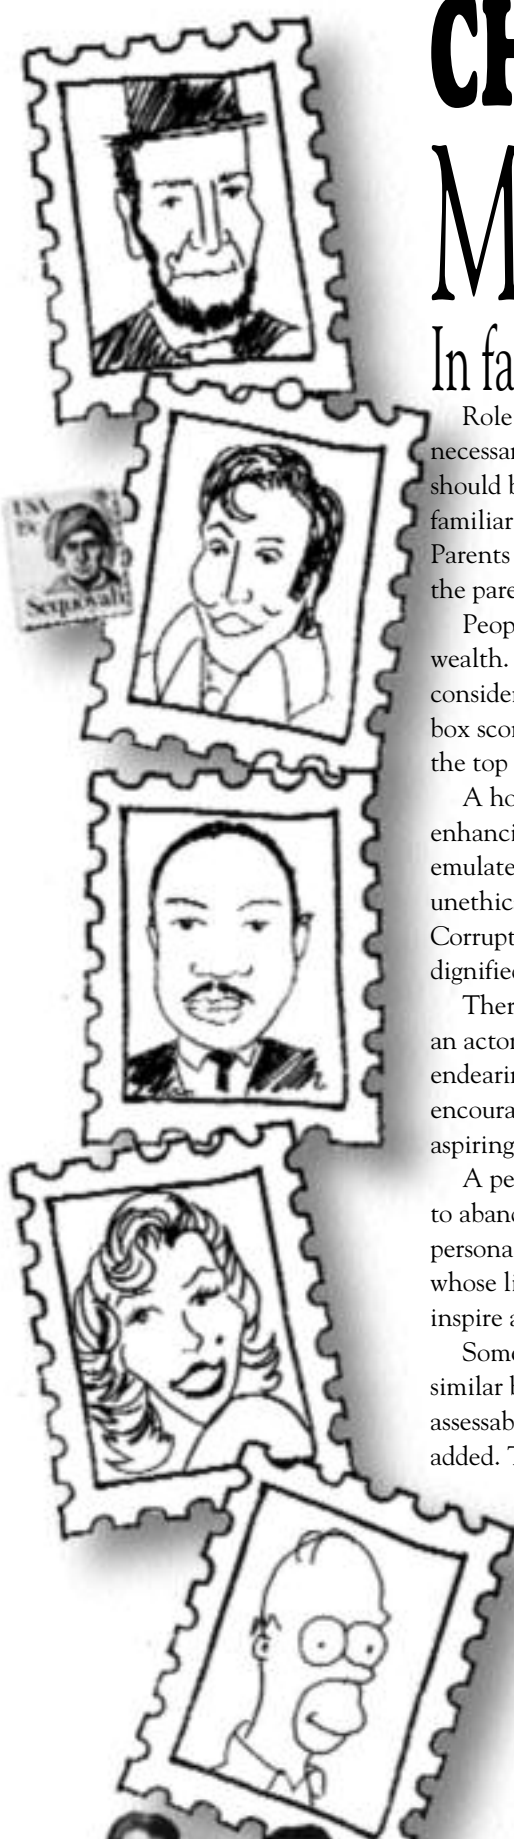 CH
M
In fa
USA
Sequoyah
Role
necessar
should b
familiar
Parents
the pare
Peop
wealth.
consider
box scor
the top
A ho
enhanci
emulate
unethic
Corrupt
dignified
Ther
an actor
endearin
encoura
aspiring
A pe
to aband
persona
whose li
inspire a
Some
similar b
assessab
added. T